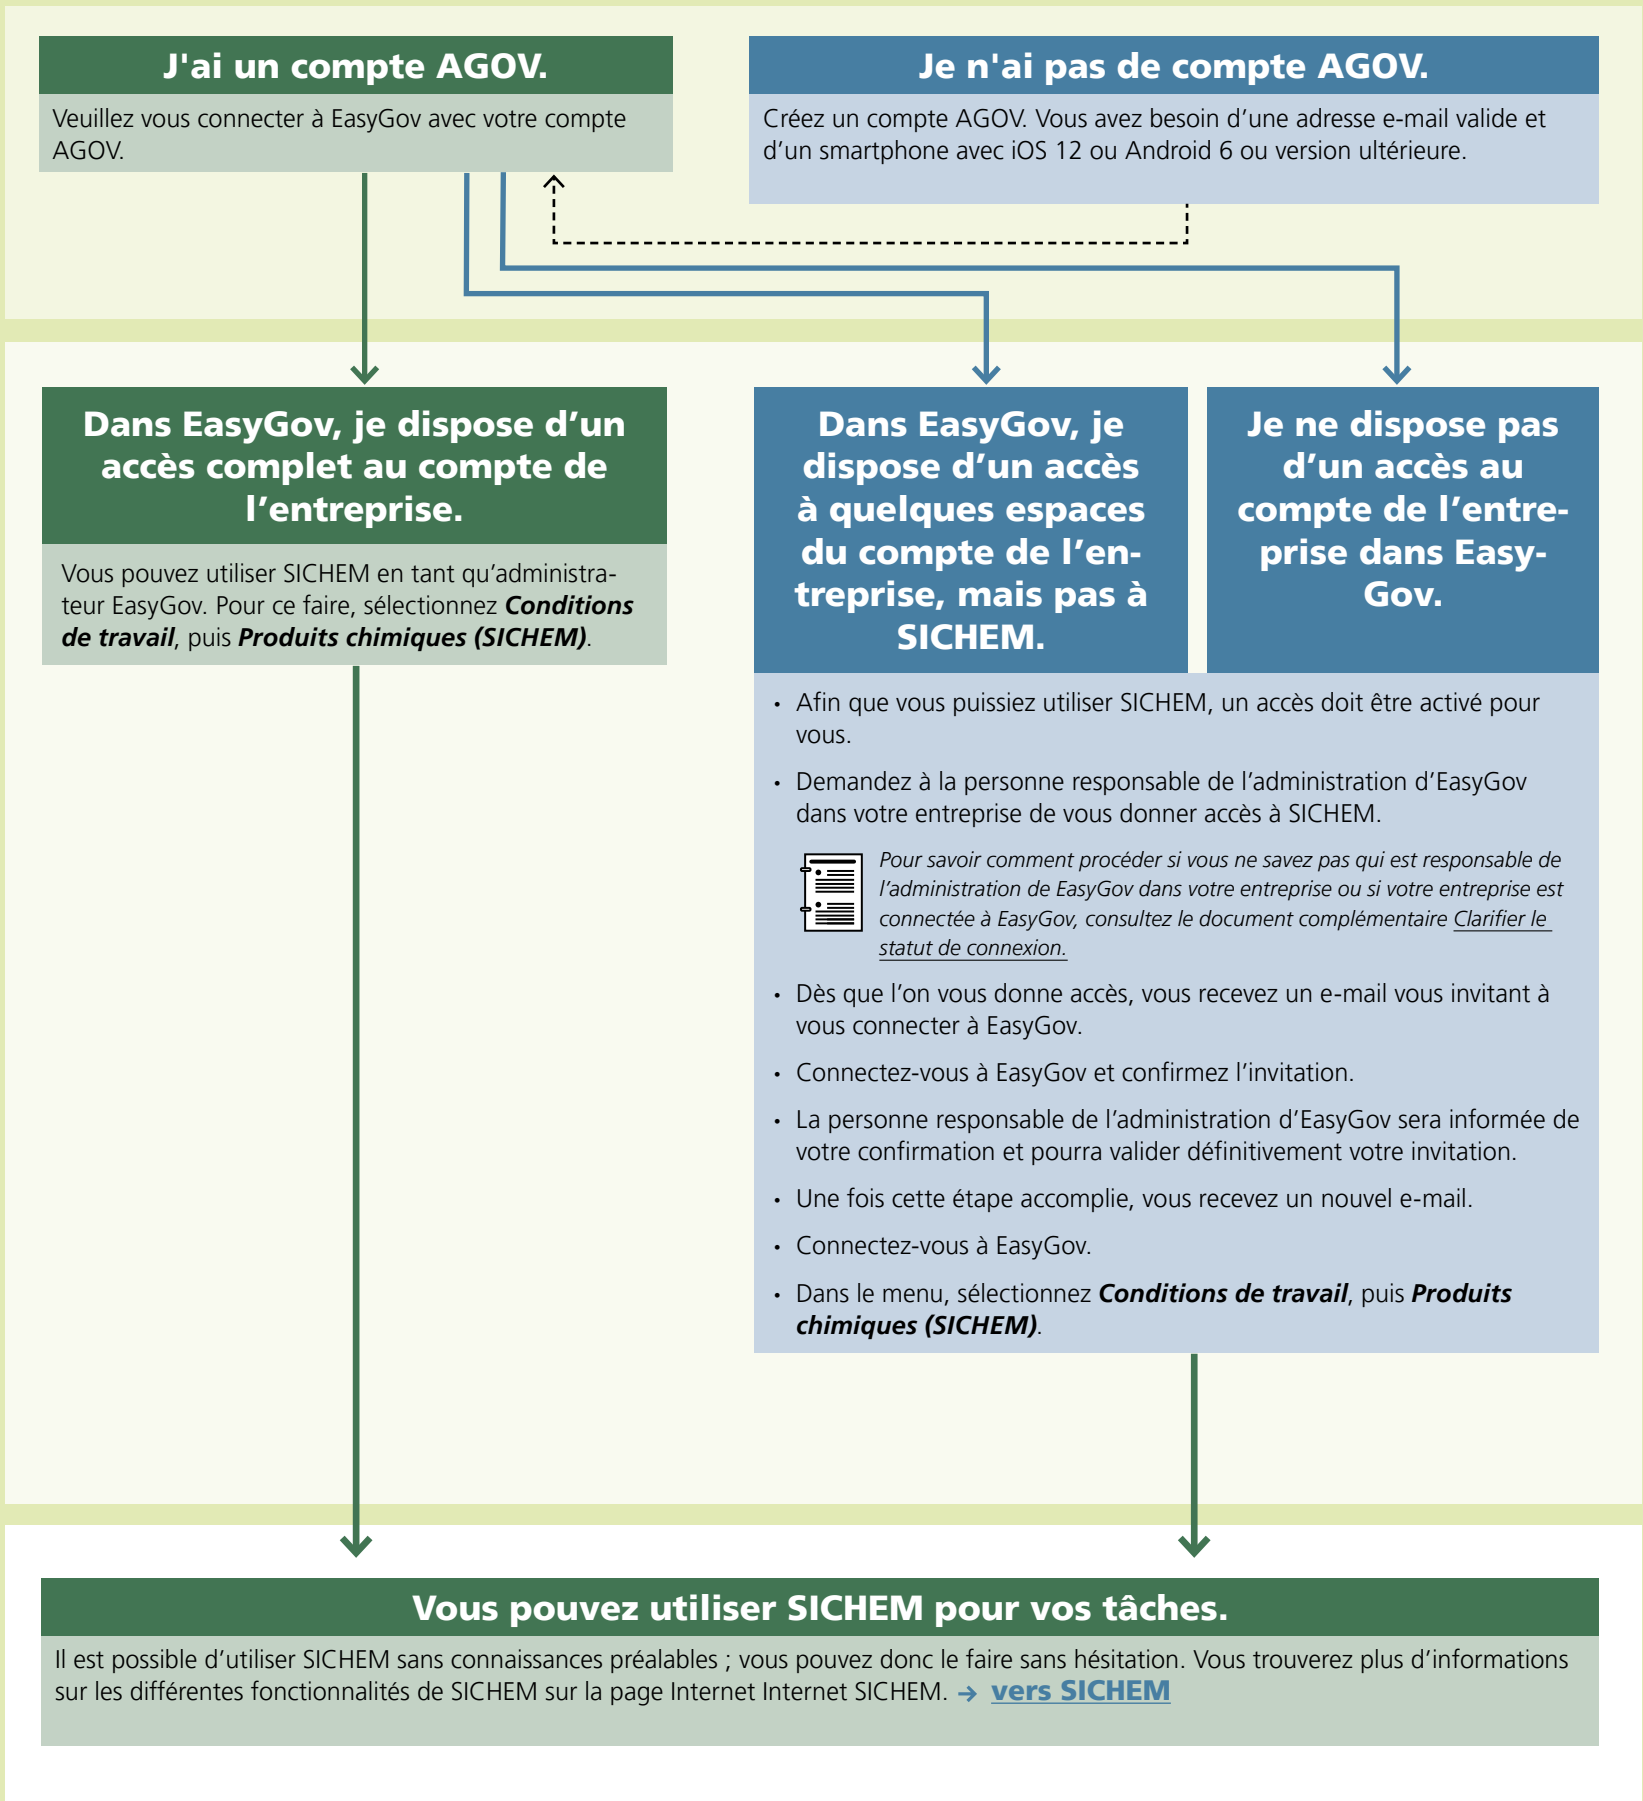 J'ai un compte AGOV.
Veuillez vous connecter à EasyGov avec votre compte
AGOV.
Je n'ai pas de compte AGOV.
Créez un compte AGOV. Vous avez besoin d’une adresse e-mail valide et
d’un smartphone avec iOS 12 ou Android 6 ou version ultérieure.
Dans EasyGov, je dispose d’un
accès complet au compte de
l’entreprise.
Vous pouvez utiliser SICHEM en tant qu’administra-
teur EasyGov. Pour ce faire, sélectionnez Conditions
de travail, puis Produits chimiques (SICHEM).
Dans EasyGov, je
dispose d’un accès
à quelques espaces
du compte de l’en-
treprise, mais pas à
SICHEM.
Je ne dispose pas
d’un accès au
compte de l’entre-
prise dans Easy-
Gov.
• Afin que vous puissiez utiliser SICHEM, un accès doit être activé pour
vous.
• Demandez à la personne responsable de l’administration d’EasyGov
dans votre entreprise de vous donner accès à SICHEM.
Pour savoir comment procéder si vous ne savez pas qui est responsable de
l’administration de EasyGov dans votre entreprise ou si votre entreprise est
connectée à EasyGov, consultez le document complémentaire Clarifier le
statut de connexion.
• Dès que l’on vous donne accès, vous recevez un e-mail vous invitant à
vous connecter à EasyGov.
• Connectez-vous à EasyGov et confirmez l’invitation.
• La personne responsable de l’administration d’EasyGov sera informée de
votre confirmation et pourra valider définitivement votre invitation.
• Une fois cette étape accomplie, vous recevez un nouvel e-mail.
• Connectez-vous à EasyGov.
• Dans le menu, sélectionnez Conditions de travail, puis Produits
chimiques (SICHEM).
Vous pouvez utiliser SICHEM pour vos tâches.
Il est possible d’utiliser SICHEM sans connaissances préalables ; vous pouvez donc le faire sans hésitation. Vous trouverez plus d’informations
sur les différentes fonctionnalités de SICHEM sur la page Internet Internet SICHEM. → vers SICHEM